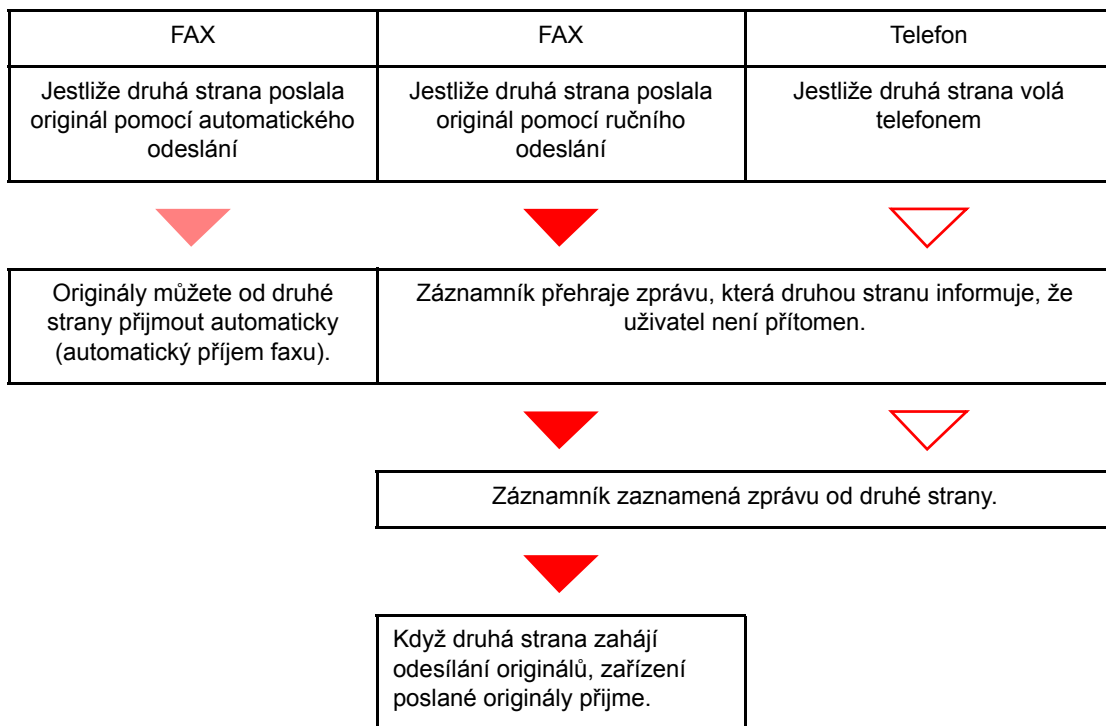 FAX
FAX
Telefon
Jestliže druhá strana poslala
originál pomocí automatického
odeslání
Jestliže druhá strana poslala
originál pomocí ručního
odeslání
Jestliže druhá strana volá
telefonem
Originály můžete od druhé
strany přijmout automaticky
(automatický příjem faxu).
Záznamník přehraje zprávu, která druhou stranu informuje, že
uživatel není přítomen.
Záznamník zaznamená zprávu od druhé strany.
Když druhá strana zahájí
odesílání originálů, zařízení
poslané originály přijme.